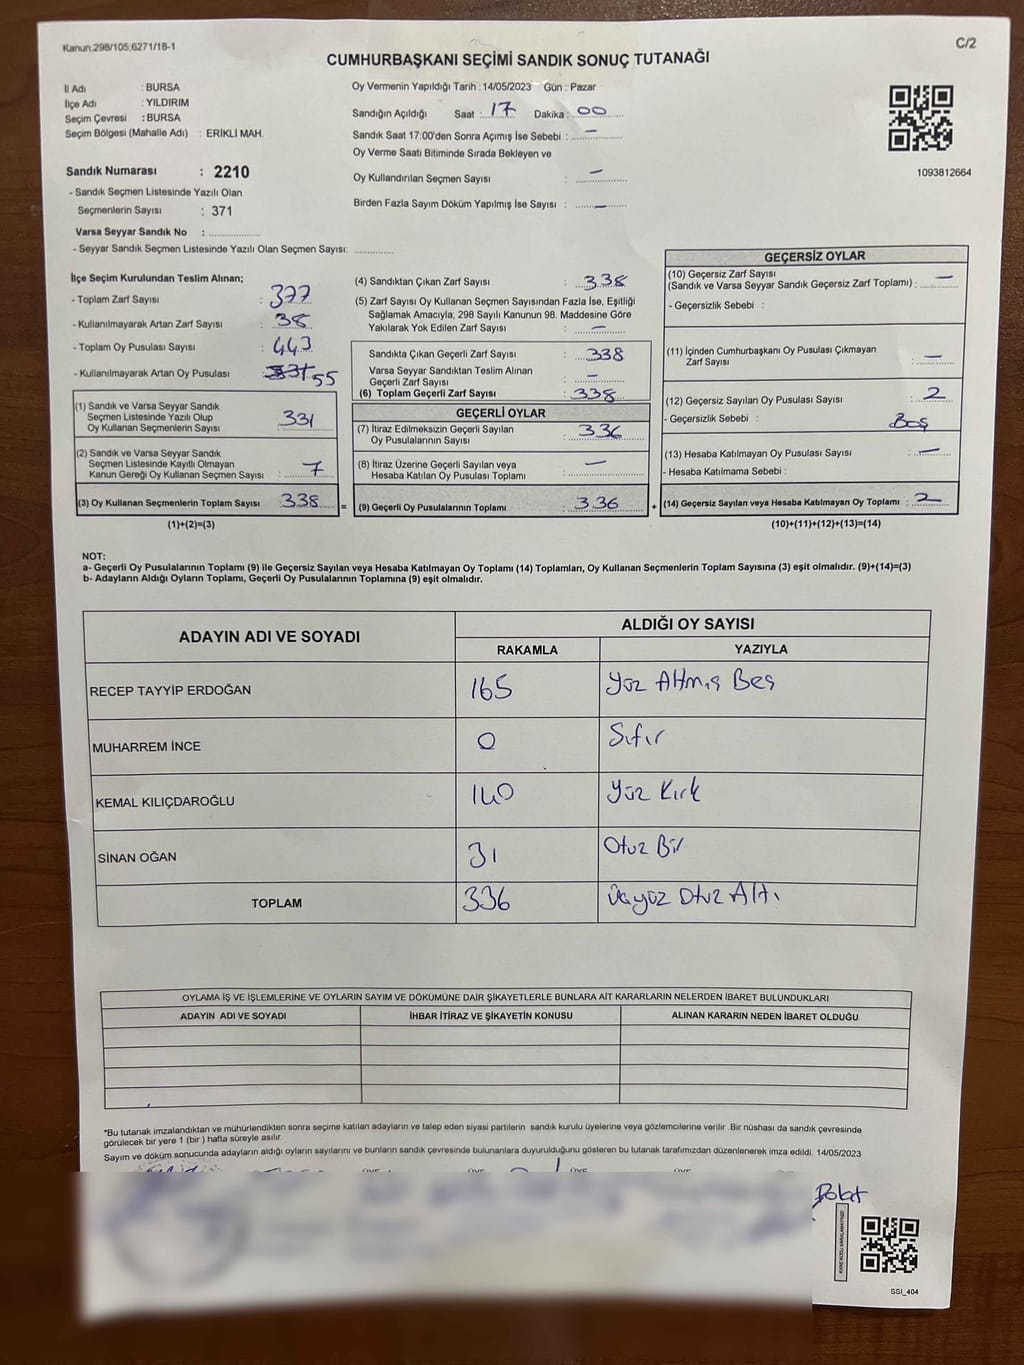 Kanun,298/105,6271/18-1
C/2
CUMHURBAŞKANI SEÇİMİ SANDIK SONUÇ TUTANAĞI
İl Adı : BURSA
İlçe Adı : YILDIRIM
Seçim Çevresi : BURSA
Seçim Bölgesi (Mahalle Adı) : ERİKLİ MAH.
Oy Vermenin Yapıldığı Tarih : 14/05/2023 Gün : Pazar
Sandığın Açıldığı Saat : 17 Dakika : 00
Sandık Saat 17:00'den Sonra Açımış İse Sebebi : —
Oy Verme Saati Bitiminde Sırada Bekleyen ve
Oy Kullandırılan Seçmen Sayısı : —
Birden Fazla Sayım Döküm Yapılmış İse Sayısı : —
1093812664
Sandık Numarası : 2210
- Sandık Seçmen Listesinde Yazılı Olan
Seçmenlerin Sayısı : 371
Varsa Seyyar Sandık No : ..............
- Seyyar Sandık Seçmen Listesinde Yazılı Olan Seçmen Sayısı: ..............
İlçe Seçim Kurulundan Teslim Alınan;
- Toplam Zarf Sayısı : 377
- Kullanılmayarak Artan Zarf Sayısı : 38
- Toplam Oy Pusulası Sayısı : 443
- Kullanılmayarak Artan Oy Pusulası : 331 55
(1) Sandık ve Varsa Seyyar Sandık
Seçmen Listesinde Yazılı Olup
Oy Kullanan Seçmenlerin Sayısı : 331
(2) Sandık ve Varsa Seyyar Sandık
Seçmen Listesinde Kayıtlı Olmayan
Kanun Gereği Oy Kullanan Seçmen Sayısı : 7
(3) Oy Kullanan Seçmenlerin Toplam Sayısı : 338 =
(1)+(2)=(3)
(4) Sandıktan Çıkan Zarf Sayısı : 338
(5) Zarf Sayısı Oy Kullanan Seçmen Sayısından Fazla İse, Eşitliği
Sağlamak Amacıyla; 298 Sayılı Kanunun 98. Maddesine Göre
Yakılarak Yok Edilen Zarf Sayısı : —
Sandıkta Çıkan Geçerli Zarf Sayısı : 338
Varsa Seyyar Sandıktan Teslim Alınan
Geçerli Zarf Sayısı : —
(6) Toplam Geçerli Zarf Sayısı : 338
GEÇERLİ OYLAR
(7) İtiraz Edilmeksizin Geçerli Sayılan
Oy Pusulalarının Sayısı : 336
(8) İtiraz Üzerine Geçerli Sayılan veya
Hesaba Katılan Oy Pusulası Toplamı : —
(9) Geçerli Oy Pusulalarının Toplamı : 336 +
GEÇERSİZ OYLAR
(10) Geçersiz Zarf Sayısı
(Sandık ve Varsa Seyyar Sandık Geçersiz Zarf Toplamı) : —
- Geçersizlik Sebebi :
(11) İçinden Cumhurbaşkanı Oy Pusulası Çıkmayan
Zarf Sayısı : —
(12) Geçersiz Sayılan Oy Pusulası Sayısı : 2
- Geçersizlik Sebebi : Boş
(13) Hesaba Katılmayan Oy Pusulası Sayısı : —
- Hesaba Katılmama Sebebi :
(14) Geçersiz Sayılan veya Hesaba Katılmayan Oy Toplamı : 2
(10)+(11)+(12)+(13)=(14)
NOT:
a- Geçerli Oy Pusulalarının Toplamı (9) ile Geçersiz Sayılan veya Hesaba Katılmayan Oy Toplamı (14) Toplamları, Oy Kullanan Seçmenlerin Toplam Sayısına (3) eşit olmalıdır. (9)+(14)=(3)
b- Adayların Aldığı Oyların Toplamı, Geçerli Oy Pusulalarının Toplamına (9) eşit olmalıdır.
ADAYIN ADI VE SOYADI
ALDIĞI OY SAYISI
RAKAMLA YAZIYLA
RECEP TAYYİP ERDOĞAN 165 Yüz Altmış Beş
MUHARREM İNCE 0 Sıfır
KEMAL KILIÇDAROĞLU 140 Yüz Kırk
SİNAN OĞAN 31 Otuz Bir
TOPLAM 336 Üçyüz Otuz Altı
OYLAMA İŞ VE İŞLEMLERİNE VE OYLARIN SAYIM VE DÖKÜMÜNE DAİR ŞİKAYETLERLE BUNLARA AİT KARARLARIN NELERDEN İBARET BULUNDUKLARI
ADAYIN ADI VE SOYADI İHBAR İTİRAZ VE ŞİKAYETİN KONUSU ALINAN KARARIN NEDEN İBARET OLDUĞU
*Bu tutanak imzalandıktan ve mühürlendikten sonra seçime katılan adayların ve talep eden siyasi partilerin sandık kurulu üyelerine veya gözlemcilerine verilir .Bir nüshası da sandık çevresinde
görülecek bir yere 1 (bir ) hafta süreyle asılır.
Sayım ve döküm sonucunda adayların aldığı oyların sayılarını ve bunların sandık çevresinde bulunanlara duyurulduğunu gösteren bu tutanak tarafımızdan düzenlenerek imza edildi. 14/05/2023
Polat
SSI_404